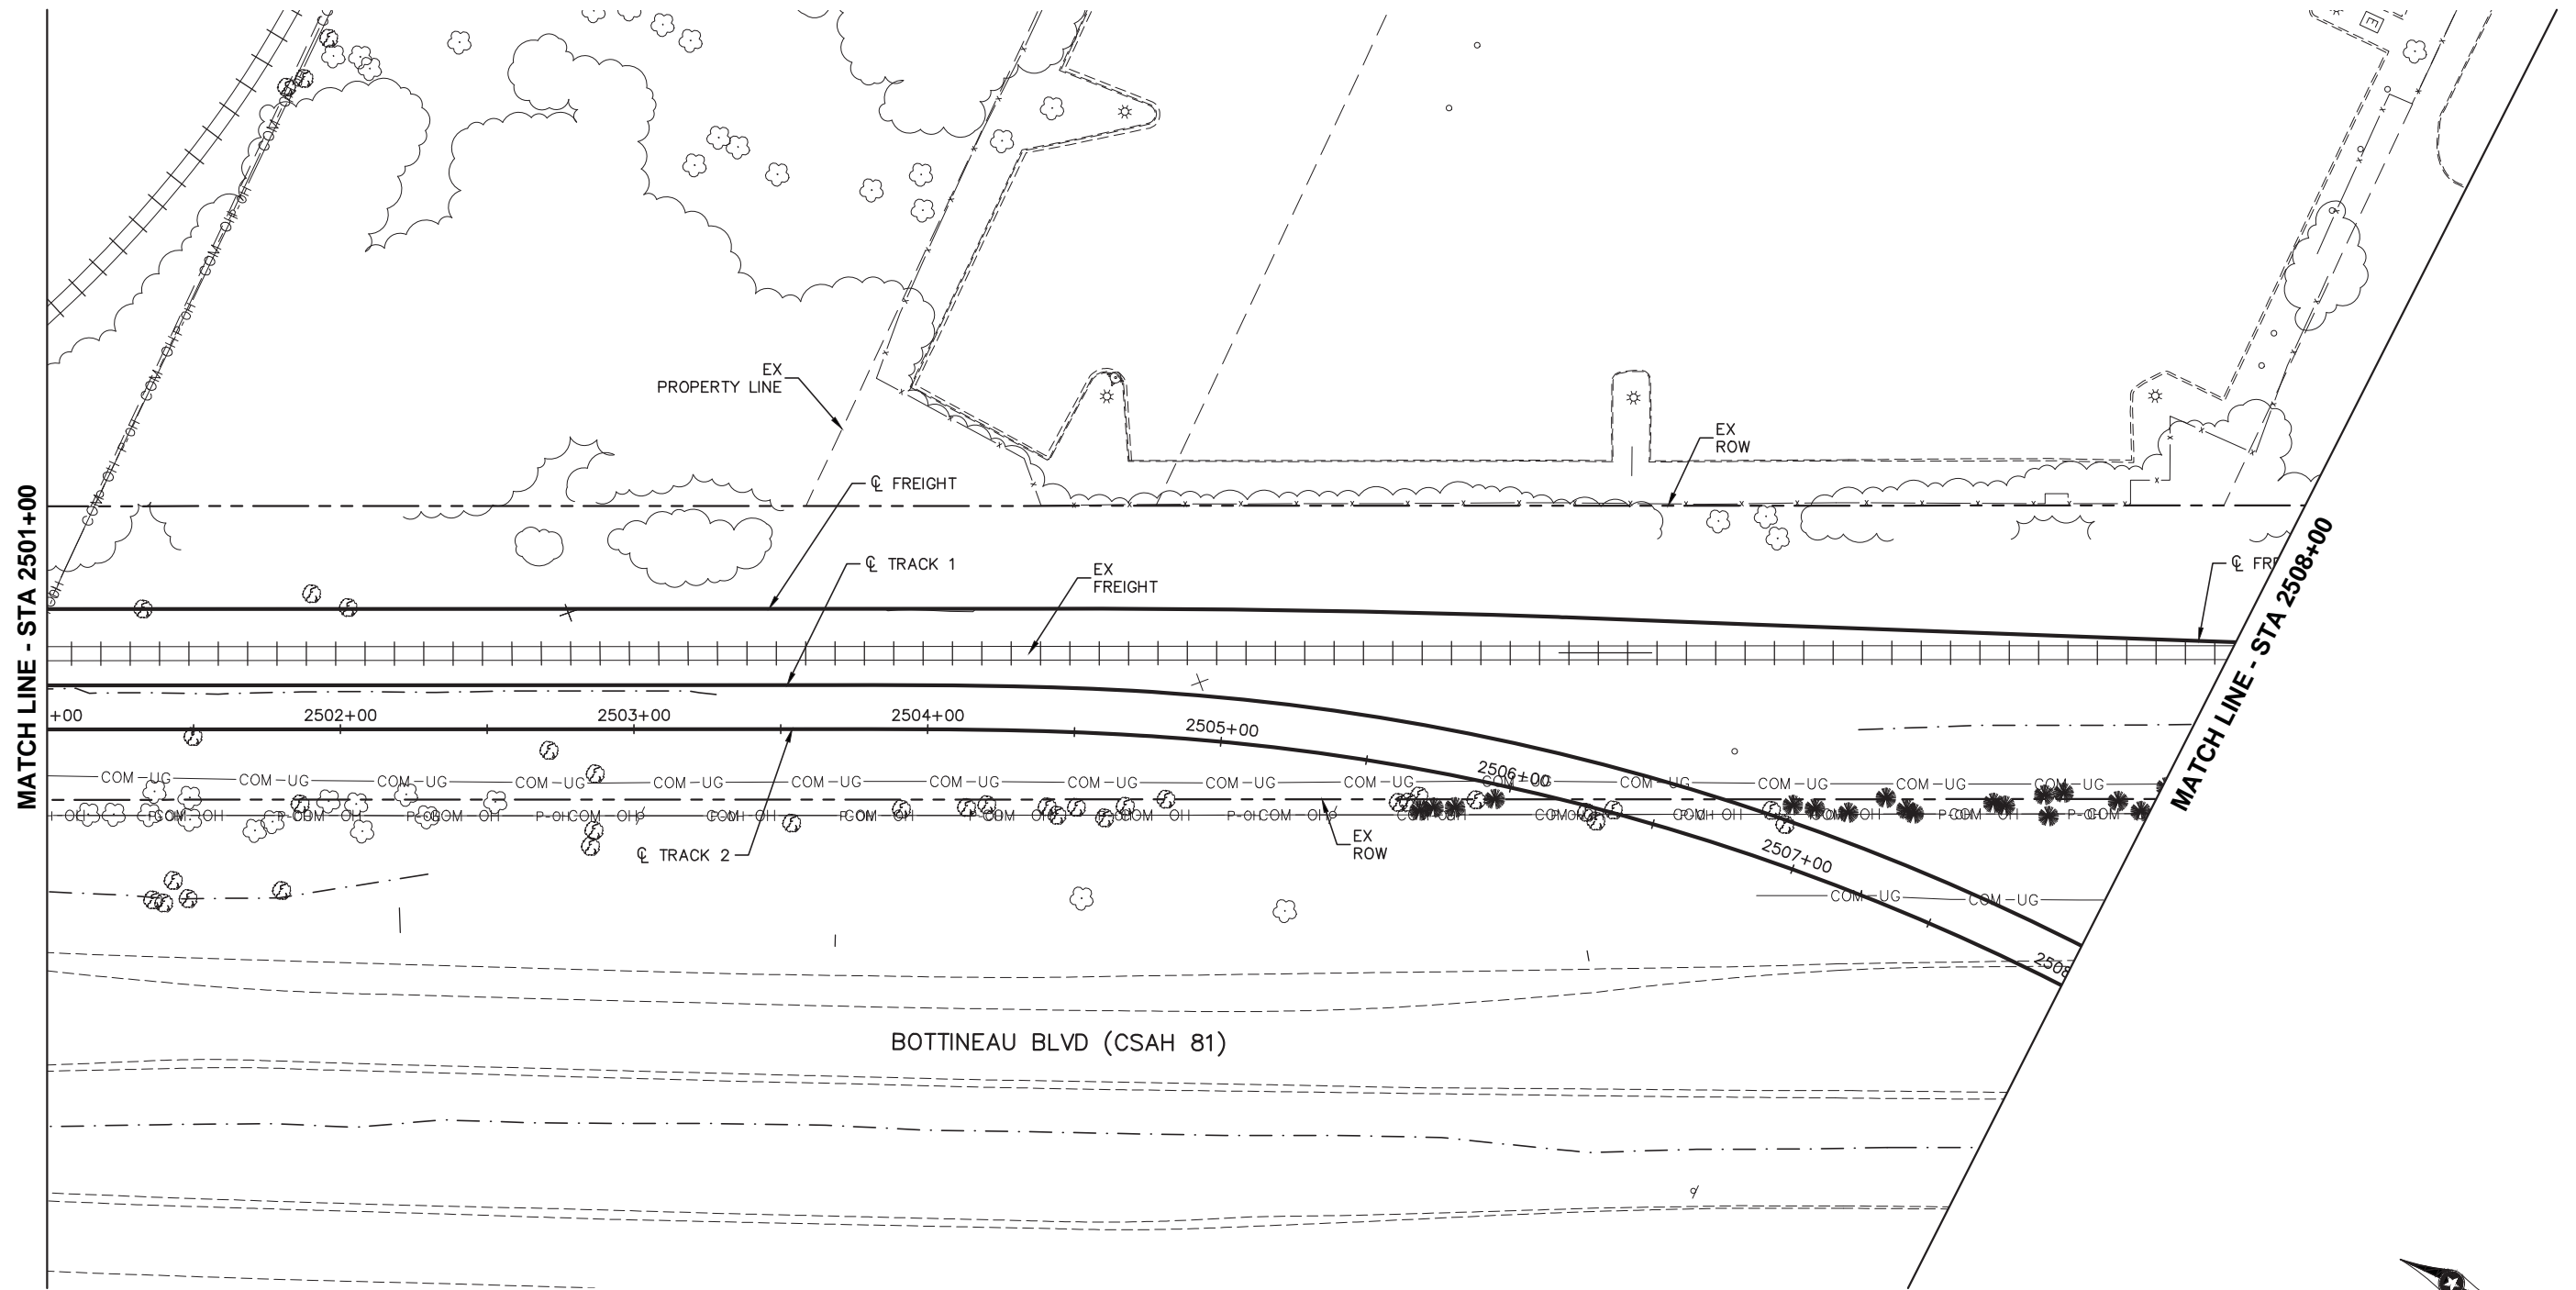 EX
PROPERTY LINE
℄ FREIGHT
EX
ROW
℄ TRACK 1
EX
FREIGHT
℄ FR
MATCH LINE - STA 2501+00
MATCH LINE - STA 2508+00
+00
2502+00
2503+00
2504+00
2505+00
2506+00
2507+00
2508
COM-UG COM-UG COM-UG COM-UG COM-UG COM-UG COM-UG COM-UG COM-UG COM-UG COM-UG COM-UG COM-UG COM-UG COM-UG
℄ TRACK 2
EX
ROW
COM-UG COM-UG
BOTTINEAU BLVD (CSAH 81)
E